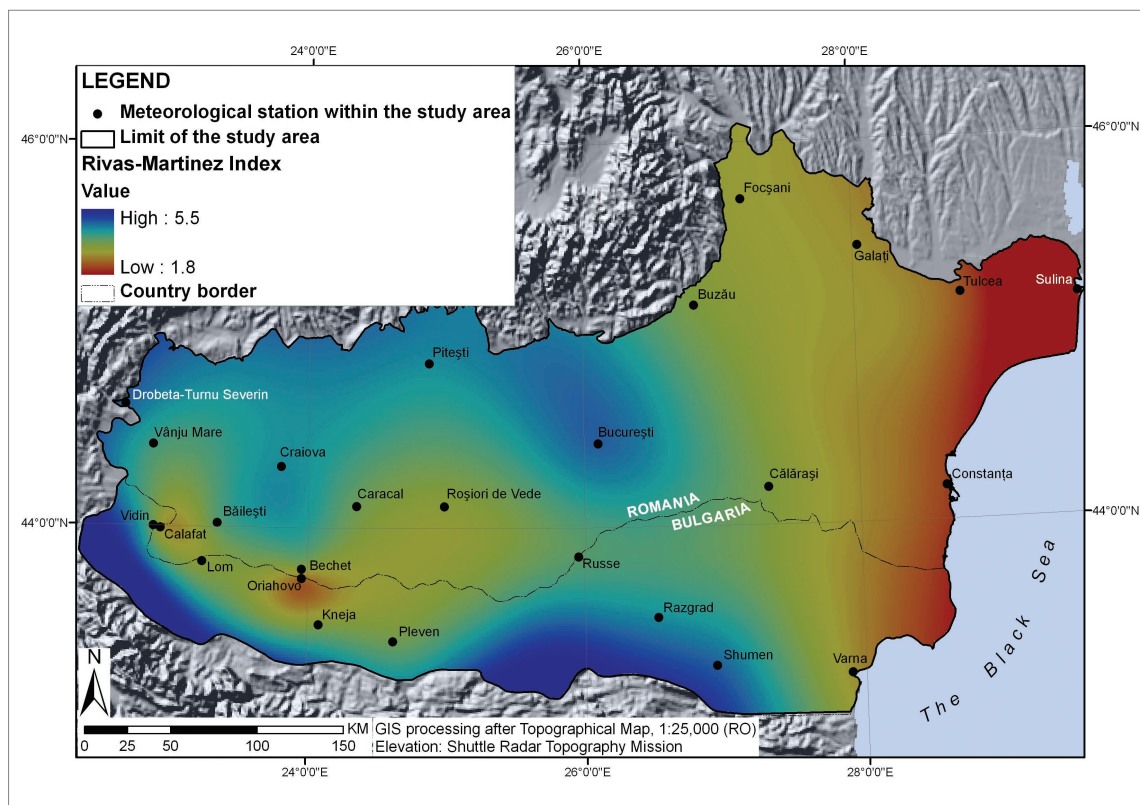 24°0'0"E
26°0'0"E
28°0'0"E
LEGEND
Meteorological station within the study area
Limit of the study area
Rivas-Martinez Index
Value
High : 5.5
Low : 1.8
Country border
46°0'0"N
46°0'0"N
Focșani
Galați
Tulcea
Sulina
Buzău
Pitești
Drobeta-Turnu Severin
Vânju Mare
București
Craiova
Călărași
Constanța
Caracal
Roșiori de Vede
ROMANIA
BULGARIA
44°0'0"N
44°0'0"N
Vidin
Băilești
Calafat
Lom
Bechet
Oriahovo
Russe
Kneja
Razgrad
Pleven
Shumen
Varna
The Black Sea
N
KM
0 25 50 100 150
GIS processing after Topographical Map, 1:25,000 (RO)
Elevation: Shuttle Radar Topography Mission
24°0'0"E
26°0'0"E
28°0'0"E